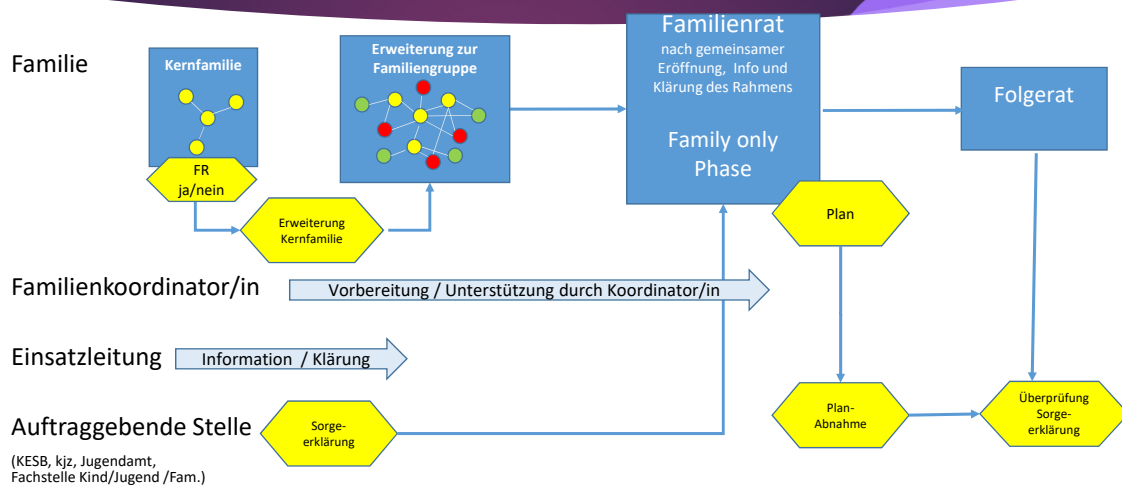 Familie
Kernfamilie
FR
ja/nein
Erweiterung
Kernfamilie
Erweiterung zur
Familiengruppe
Familienrat
nach gemeinsamer
Eröffnung, Info und
Klärung des Rahmens
Family only
Phase
Plan
Folgerat
Familienkoordinator/in
Vorbereitung / Unterstützung durch Koordinator/in
Einsatzleitung
Information / Klärung
Auftraggebende Stelle
(KESB, kjz, Jugendamt,
Fachstelle Kind/Jugend /Fam.)
Sorge-
erklärung
Plan-
Abnahme
Überprüfung
Sorge-
erklärung